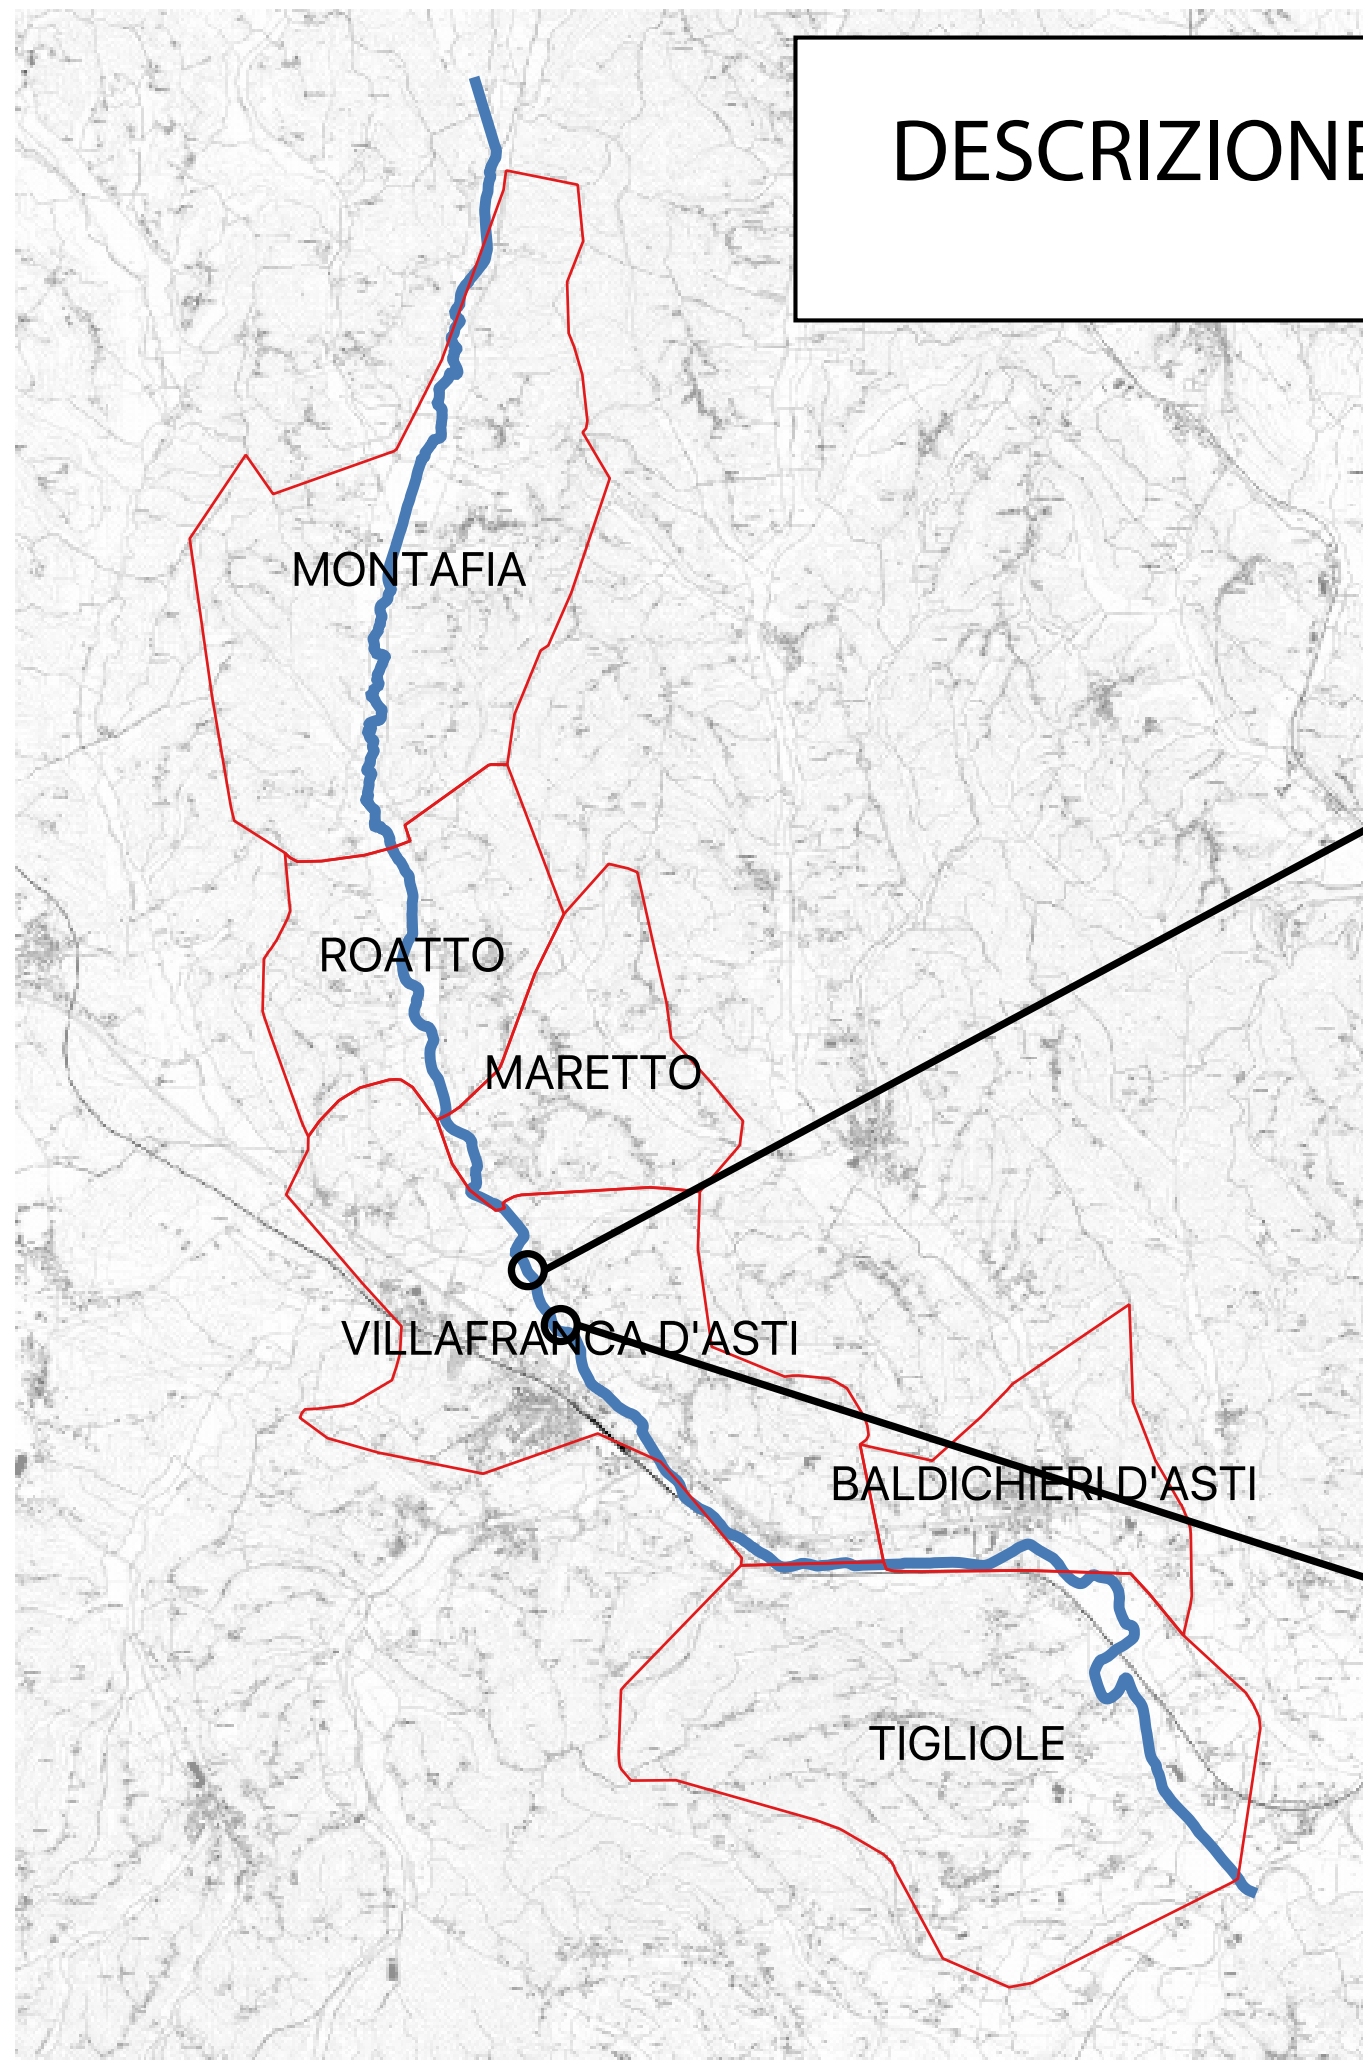 DESCRIZIONE
MONTAFIA
ROATTO
MARETTO
VILLAFRANCA D'ASTI
BALDICHIERI D'ASTI
TIGLIOLE